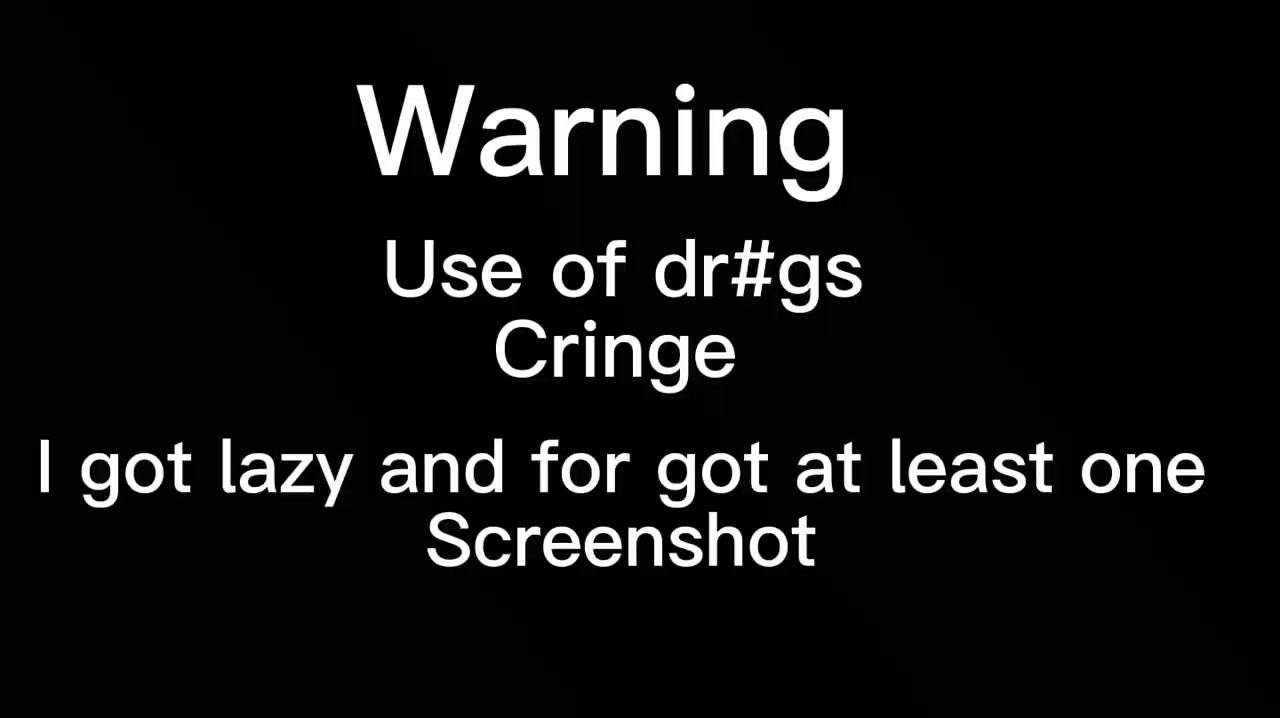 Warning
Use of dr#gs
Cringe
I got lazy and for got at least one
Screenshot